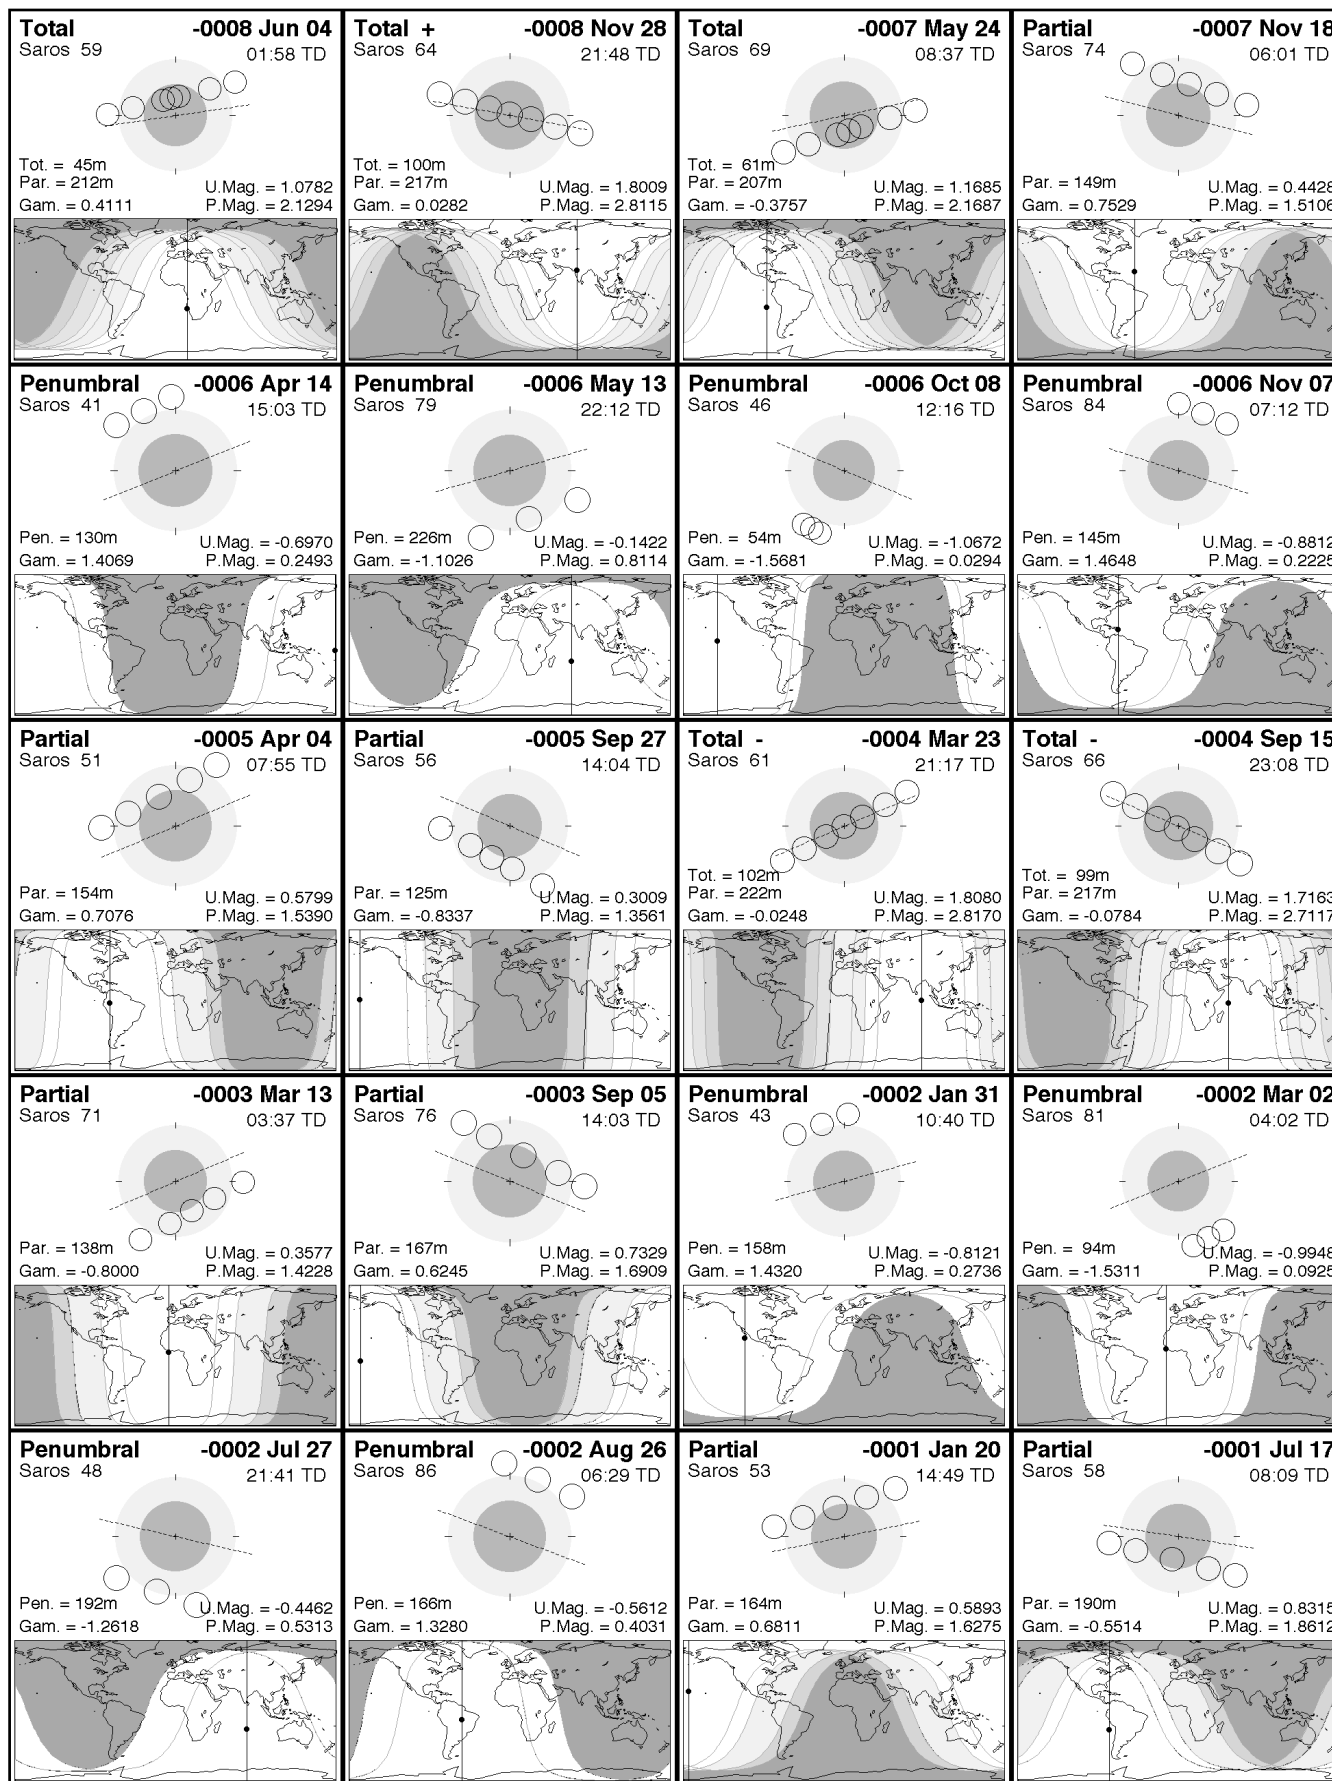 Total -0008 Jun 04
Saros 59 01:58 TD
Tot. = 45m
Par. = 212m U.Mag. = 1.0782
Gam. = 0.4111 P.Mag. = 2.1294
Total + -0008 Nov 28
Saros 64 21:48 TD
Tot. = 100m
Par. = 217m U.Mag. = 1.8009
Gam. = 0.0282 P.Mag. = 2.8115
Total -0007 May 24
Saros 69 08:37 TD
Tot. = 61m
Par. = 207m U.Mag. = 1.1685
Gam. = -0.3757 P.Mag. = 2.1687
Partial -0007 Nov 18
Saros 74 06:01 TD
Par. = 149m U.Mag. = 0.4428
Gam. = 0.7529 P.Mag. = 1.5106
Penumbral -0006 Apr 14
Saros 41 15:03 TD
Pen. = 130m U.Mag. = -0.6970
Gam. = 1.4069 P.Mag. = 0.2493
Penumbral -0006 May 13
Saros 79 22:12 TD
Pen. = 226m U.Mag. = -0.1422
Gam. = -1.1026 P.Mag. = 0.8114
Penumbral -0006 Oct 08
Saros 46 12:16 TD
Pen. = 54m U.Mag. = -1.0672
Gam. = -1.5681 P.Mag. = 0.0294
Penumbral -0006 Nov 07
Saros 84 07:12 TD
Pen. = 145m U.Mag. = -0.8812
Gam. = 1.4648 P.Mag. = 0.2225
Partial -0005 Apr 04
Saros 51 07:55 TD
Par. = 154m U.Mag. = 0.5799
Gam. = 0.7076 P.Mag. = 1.5390
Partial -0005 Sep 27
Saros 56 14:04 TD
Par. = 125m U.Mag. = 0.3009
Gam. = -0.8337 P.Mag. = 1.3561
Total - -0004 Mar 23
Saros 61 21:17 TD
Tot. = 102m
Par. = 222m U.Mag. = 1.8080
Gam. = -0.0248 P.Mag. = 2.8170
Total - -0004 Sep 15
Saros 66 23:08 TD
Tot. = 99m
Par. = 217m U.Mag. = 1.7163
Gam. = -0.0784 P.Mag. = 2.7117
Partial -0003 Mar 13
Saros 71 03:37 TD
Par. = 138m U.Mag. = 0.3577
Gam. = -0.8000 P.Mag. = 1.4228
Partial -0003 Sep 05
Saros 76 14:03 TD
Par. = 167m U.Mag. = 0.7329
Gam. = 0.6245 P.Mag. = 1.6909
Penumbral -0002 Jan 31
Saros 43 10:40 TD
Pen. = 158m U.Mag. = -0.8121
Gam. = 1.4320 P.Mag. = 0.2736
Penumbral -0002 Mar 02
Saros 81 04:02 TD
Pen. = 94m U.Mag. = -0.9948
Gam. = -1.5311 P.Mag. = 0.0925
Penumbral -0002 Jul 27
Saros 48 21:41 TD
Pen. = 192m U.Mag. = -0.4462
Gam. = -1.2618 P.Mag. = 0.5313
Penumbral -0002 Aug 26
Saros 86 06:29 TD
Pen. = 166m U.Mag. = -0.5612
Gam. = 1.3280 P.Mag. = 0.4031
Partial -0001 Jan 20
Saros 53 14:49 TD
Par. = 164m U.Mag. = 0.5893
Gam. = 0.6811 P.Mag. = 1.6275
Partial -0001 Jul 17
Saros 58 08:09 TD
Par. = 190m U.Mag. = 0.8315
Gam. = -0.5514 P.Mag. = 1.8612